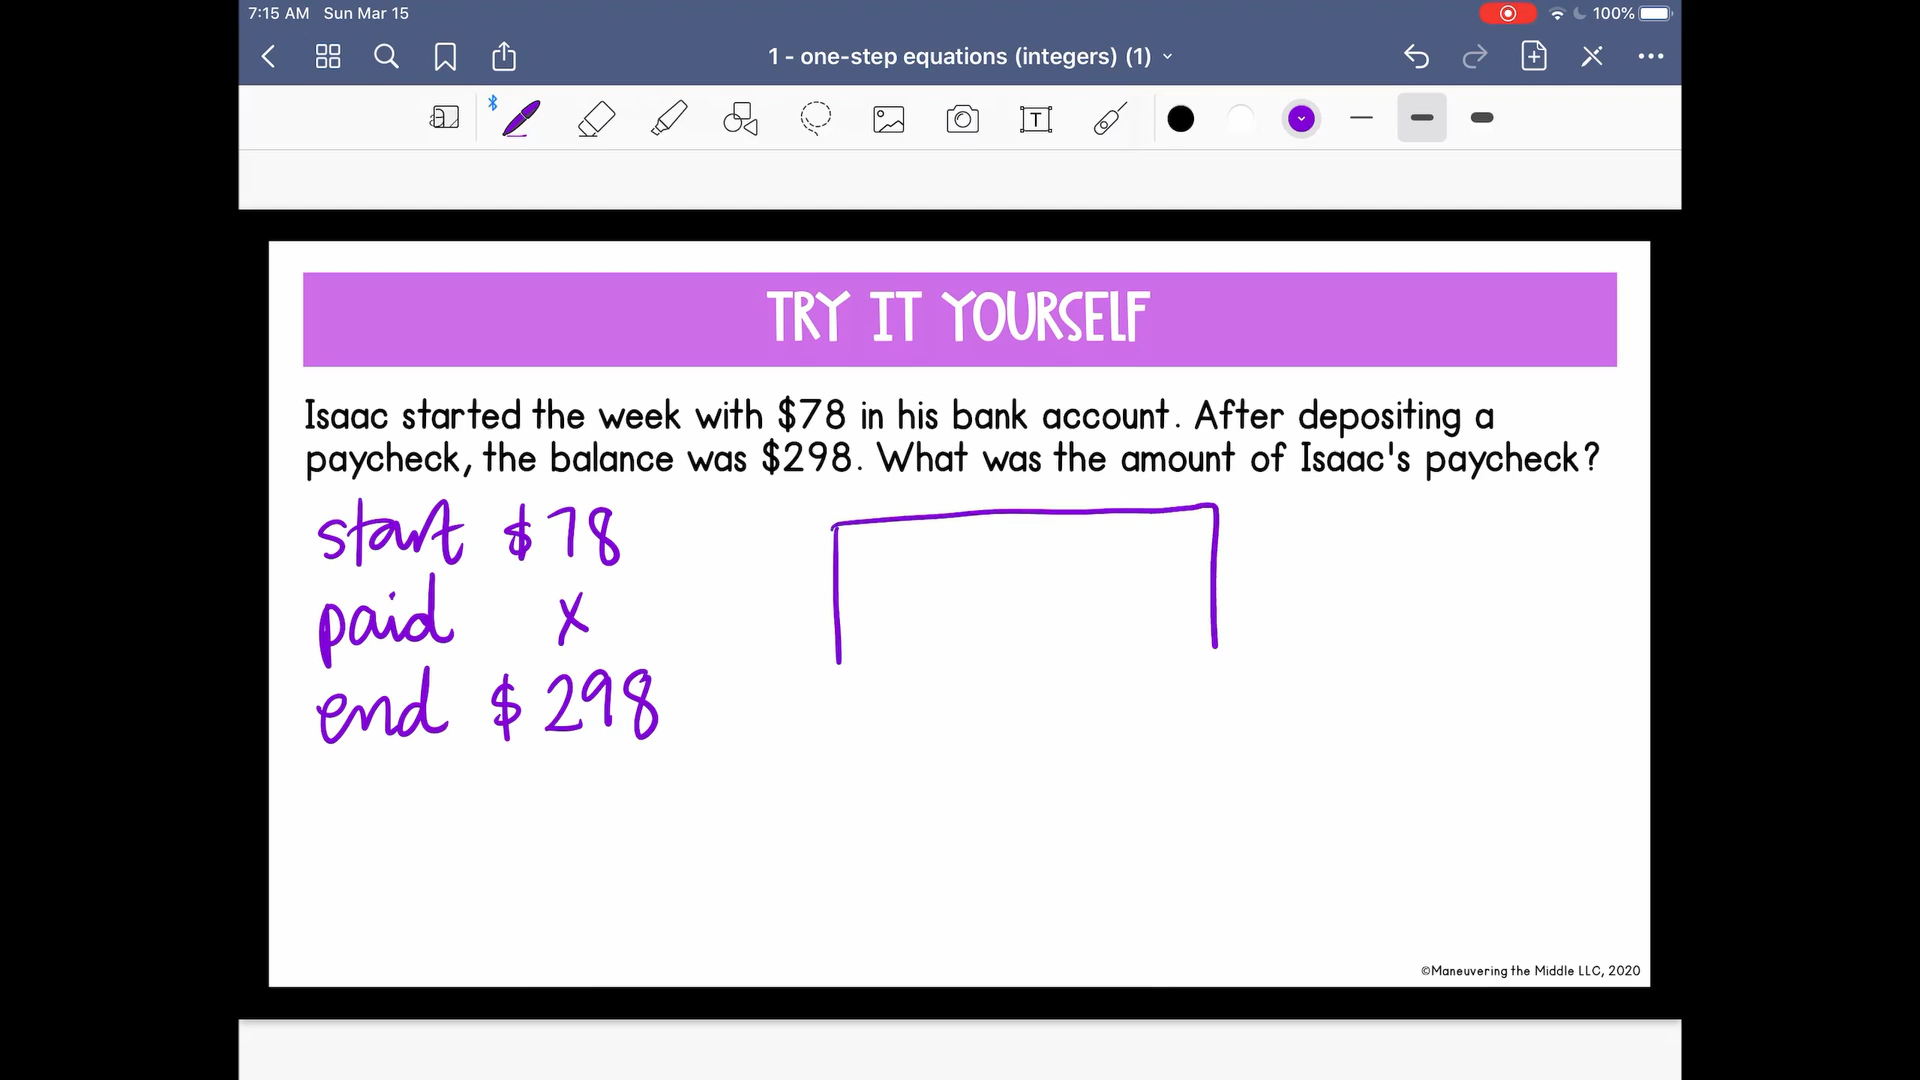 7:15 AM Sun Mar 15
100%
1 - one-step equations (integers) (1)
TRY IT YOURSELF
Isaac started the week with $78 in his bank account. After depositing a
paycheck, the balance was $298. What was the amount of Isaac's paycheck?
start $78
paid x
end $298
©Maneuvering the Middle LLC, 2020